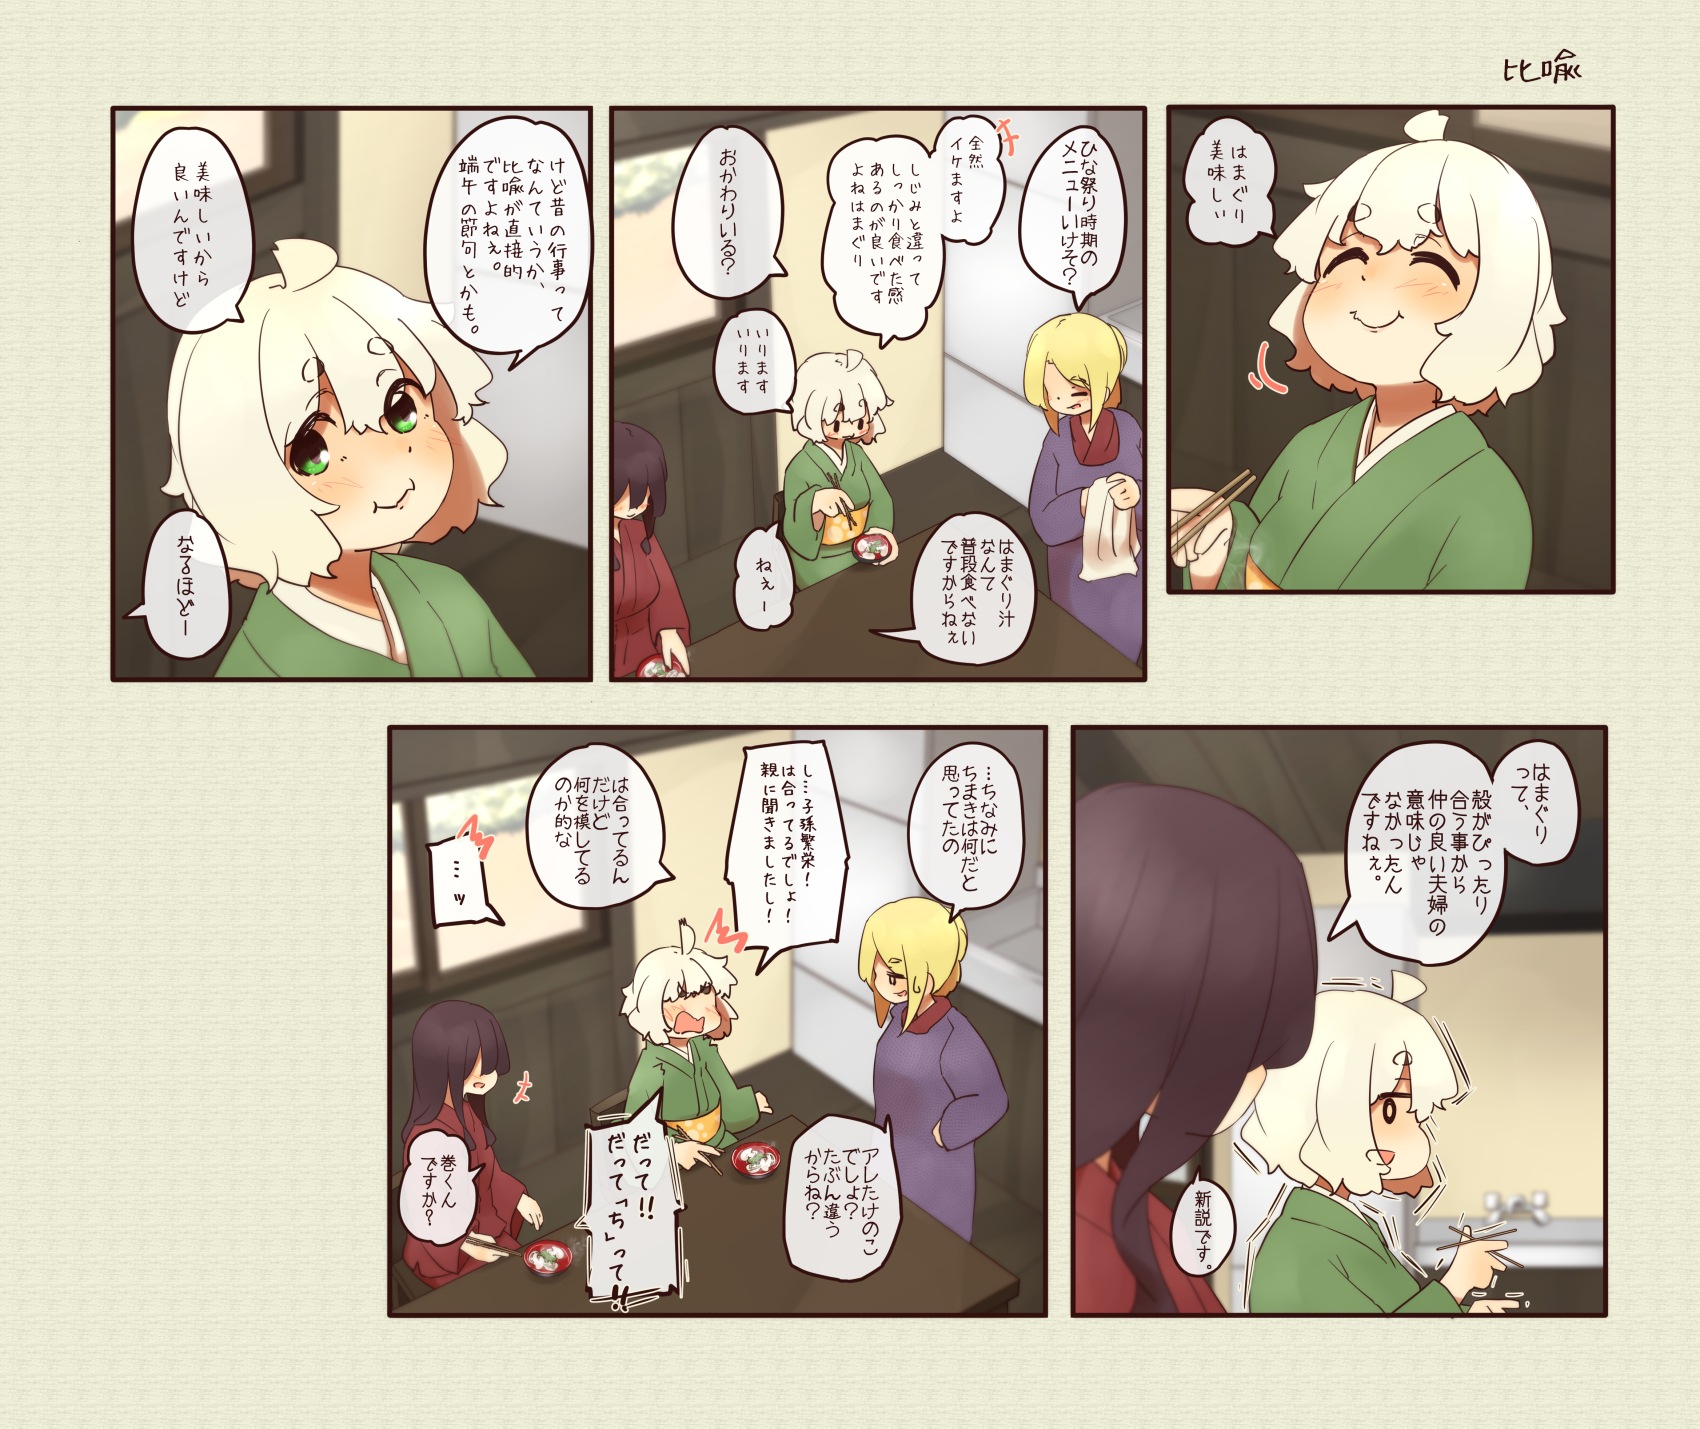 比喩
はまぐり
美味しい
ひな祭り時期の
メニューいけそ?
全然
イケますよ
しじみと違って
しっかり食べた感
あるのが良いです
よねはまぐり
おかわりいる?
いります
いります
はまぐり汁
なんて
普段食べない
ですからねぇ
ねぇー
けど昔の行事って
なんていうか、
比喩が直接的
ですよねぇ。
端午の節句とかも。
美味しいから
良いんですけど
なるほどー
はまぐり
って、
殻がぴったり
合う事から
仲の良い夫婦の
意味じゃ
なかったん
ですねぇ。
新説です。
…ちなみに
ちまきは何だと
思ってたの
し…子孫繁栄!
は合ってるでしょ!
親に聞きましたし!
は合ってるん
だけど
何を模してる
のか的な
…ッ
アレたけのこ
でしょ?
たぶん違う
からね?
だって!!
だって「ち」って!!
巻くん
ですか?